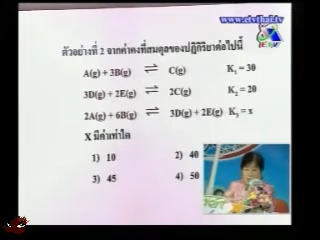 www.etvthai.tv
ETV
ตัวอย่างที่ 2 จากค่าคงที่สมดุลของปฏิกิริยาต่อไปนี้
A(g) + 3B(g) ⇌ C(g) K₁ = 30
3D(g) + 2E(g) ⇌ 2C(g) K₂ = 20
2A(g) + 6B(g) ⇌ 3D(g) + 2E(g) K₃ = x
X มีค่าเท่าใด
1) 10 2) 40
3) 45 4) 50